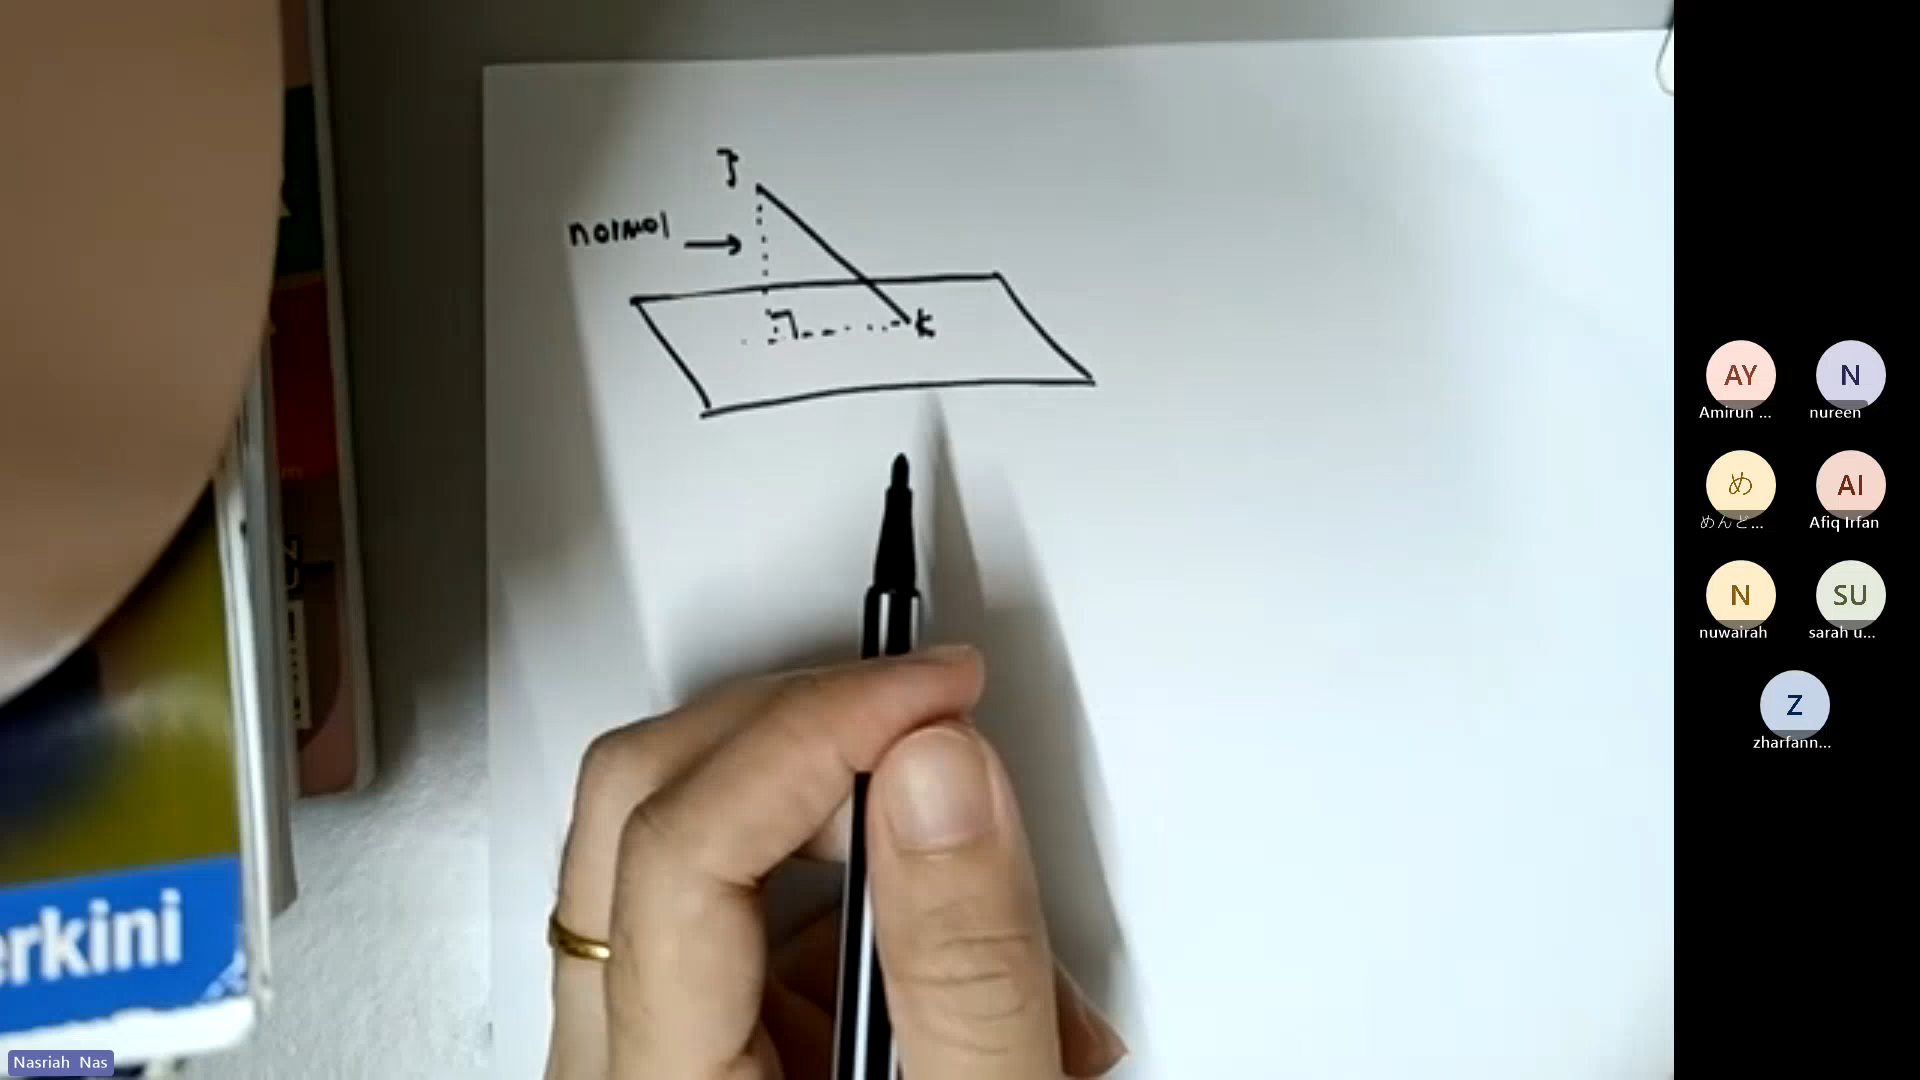 J
normal
K
erkini
Nasriah Nas
AY
N
Amirun ...
nureen
め
AI
めんど...
Afiq Irfan
N
SU
nuwairah
sarah u...
Z
zharfann...